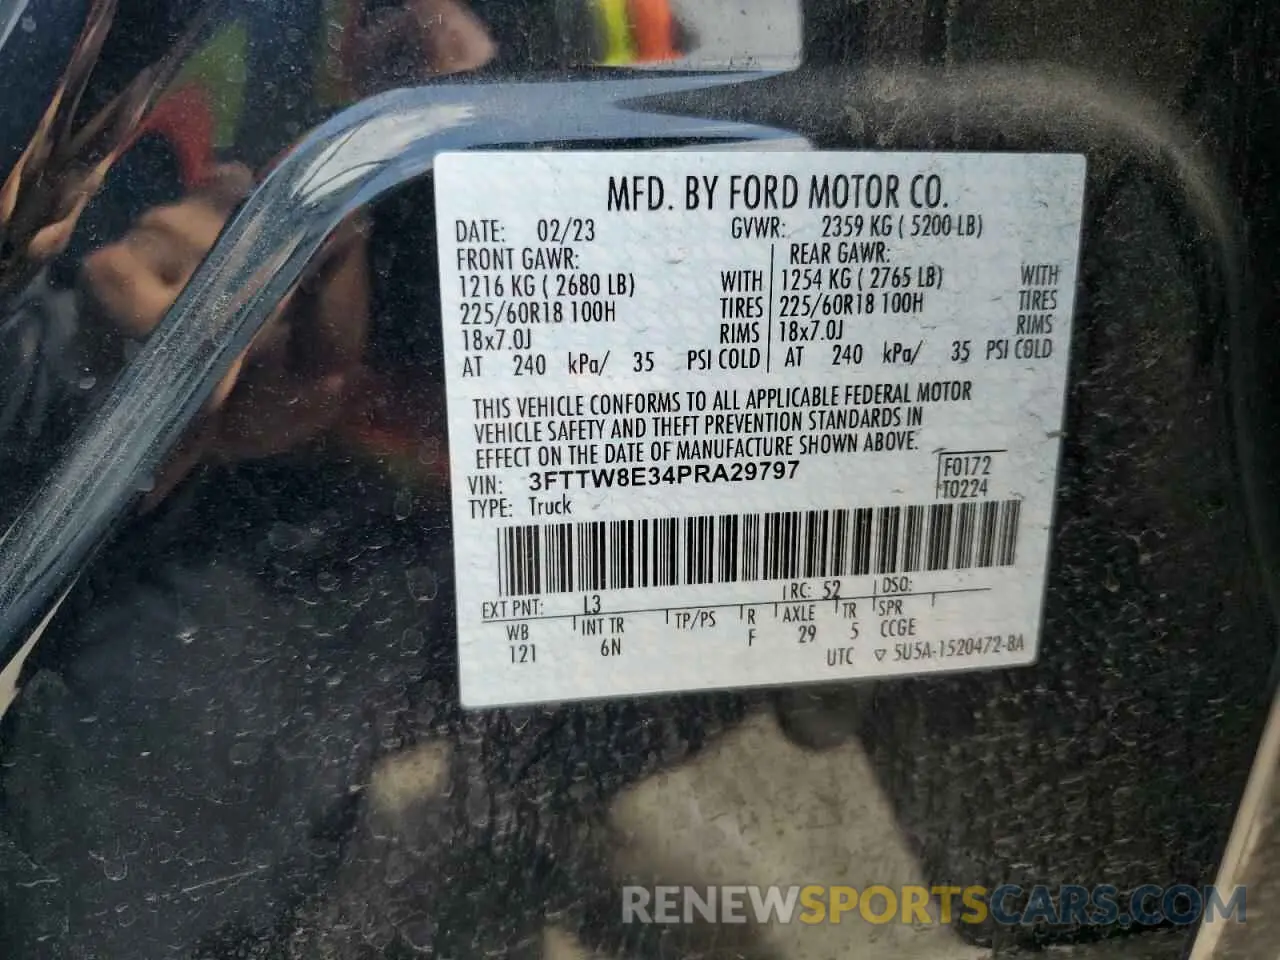 MFD. BY FORD MOTOR CO.
DATE: 02/23 GVWR: 2359 KG ( 5200 LB)
FRONT GAWR: REAR GAWR:
1216 KG ( 2680 LB) WITH 1254 KG ( 2765 LB) WITH
225/60R18 100H TIRES 225/60R18 100H TIRES
18x7.0J RIMS 18x7.0J RIMS
AT 240 kPa/ 35 PSI COLD AT 240 kPa/ 35 PSI COLD
THIS VEHICLE CONFORMS TO ALL APPLICABLE FEDERAL MOTOR
VEHICLE SAFETY AND THEFT PREVENTION STANDARDS IN
EFFECT ON THE DATE OF MANUFACTURE SHOWN ABOVE.
VIN: 3FTTW8E34PRA29797 F0172
TYPE: Truck T0224
EXT PNT: L3 RC: 52 DSO:
WB INT TR TP/PS R AXLE TR SPR
121 6N F 29 5 CCGE
UTC ▽ 5U5A-1520472-BA
RENEWSPORTSCARS.COM